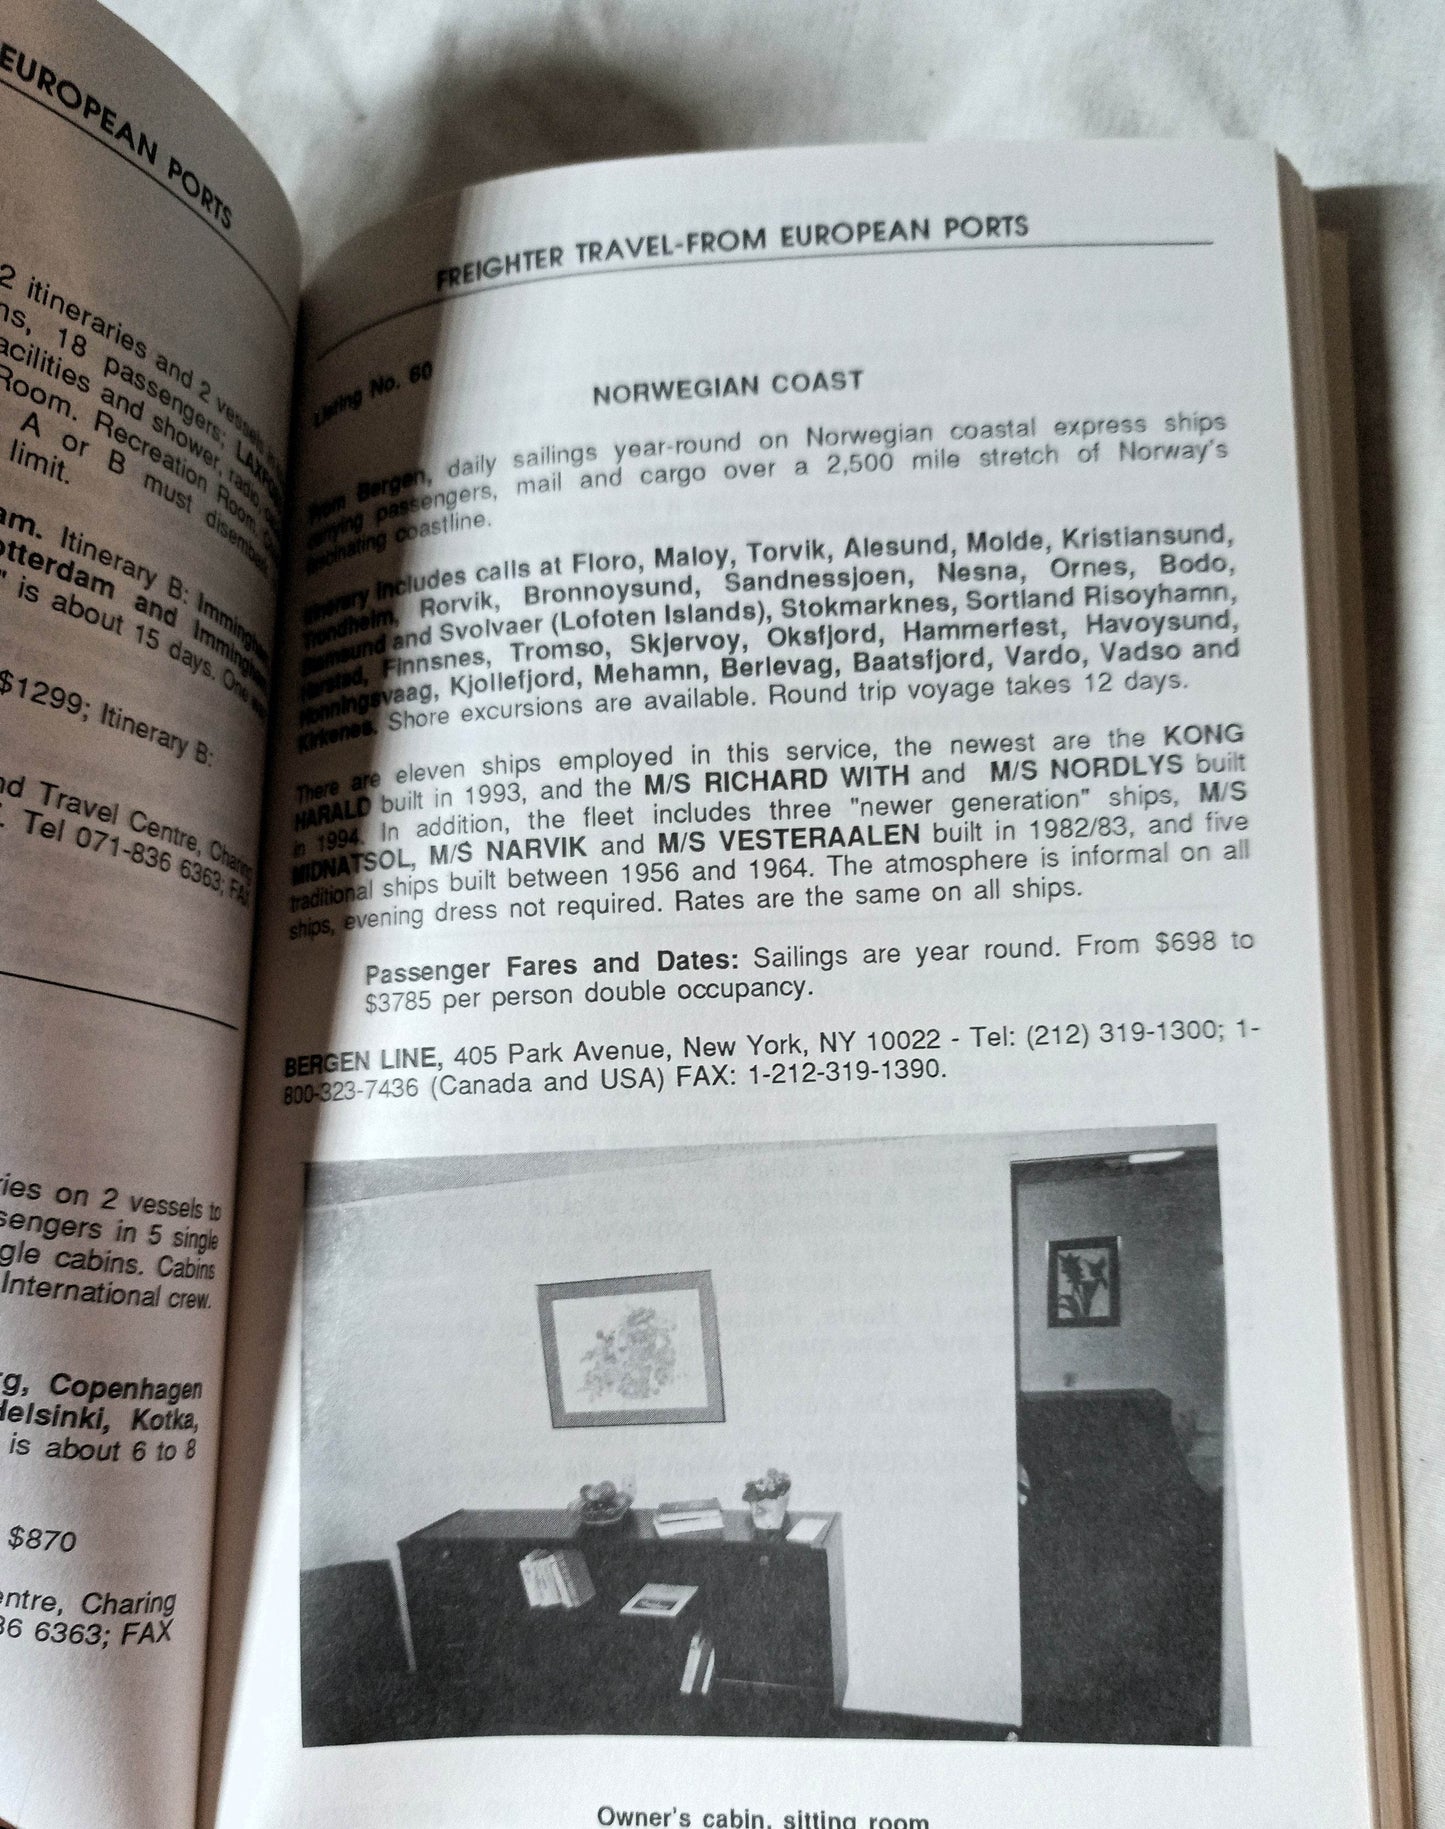 EUROPEAN PORTS
2 itineraries and 2 vessels
ns, 18 passengers; LAXFOSS
acilities and shower, radio,
Room. Recreation Room.
A or B must disembark
limit.
am. Itinerary B: Immingham
otterdam and Immingham
" is about 15 days. One way
$1299; Itinerary B:
nd Travel Centre, Charing
. Tel 071-836 6363; FAX
ries on 2 vessels to
sengers in 5 single
gle cabins. Cabins
International crew.
rg, Copenhagen
Helsinki, Kotka,
is about 6 to 8
$870
entre, Charing
36 6363; FAX
FREIGHTER TRAVEL-FROM EUROPEAN PORTS
Listing No. 60
NORWEGIAN COAST
From Bergen, daily sailings year-round on Norwegian coastal express ships
carrying passengers, mail and cargo over a 2,500 mile stretch of Norway's
fascinating coastline.
Itinerary includes calls at Floro, Maloy, Torvik, Alesund, Molde, Kristiansund,
Trondheim, Rorvik, Bronnoysund, Sandnessjoen, Nesna, Ornes, Bodo,
Stamsund and Svolvaer (Lofoten Islands), Stokmarknes, Sortland Risoyhamn,
Harstad, Finnsnes, Tromso, Skjervoy, Oksfjord, Hammerfest, Havoysund,
Honningsvaag, Kjollefjord, Mehamn, Berlevag, Baatsfjord, Vardo, Vadso and
Kirkenes. Shore excursions are available. Round trip voyage takes 12 days.
There are eleven ships employed in this service, the newest are the KONG
HARALD built in 1993, and the M/S RICHARD WITH and M/S NORDLYS built
in 1994. In addition, the fleet includes three "newer generation" ships, M/S
MIDNATSOL, M/S NARVIK and M/S VESTERAALEN built in 1982/83, and five
traditional ships built between 1956 and 1964. The atmosphere is informal on all
ships, evening dress not required. Rates are the same on all ships.
Passenger Fares and Dates: Sailings are year round. From $698 to
$3785 per person double occupancy.
BERGEN LINE, 405 Park Avenue, New York, NY 10022 - Tel: (212) 319-1300; 1-
800-323-7436 (Canada and USA) FAX: 1-212-319-1390.
Owner's cabin, sitting room